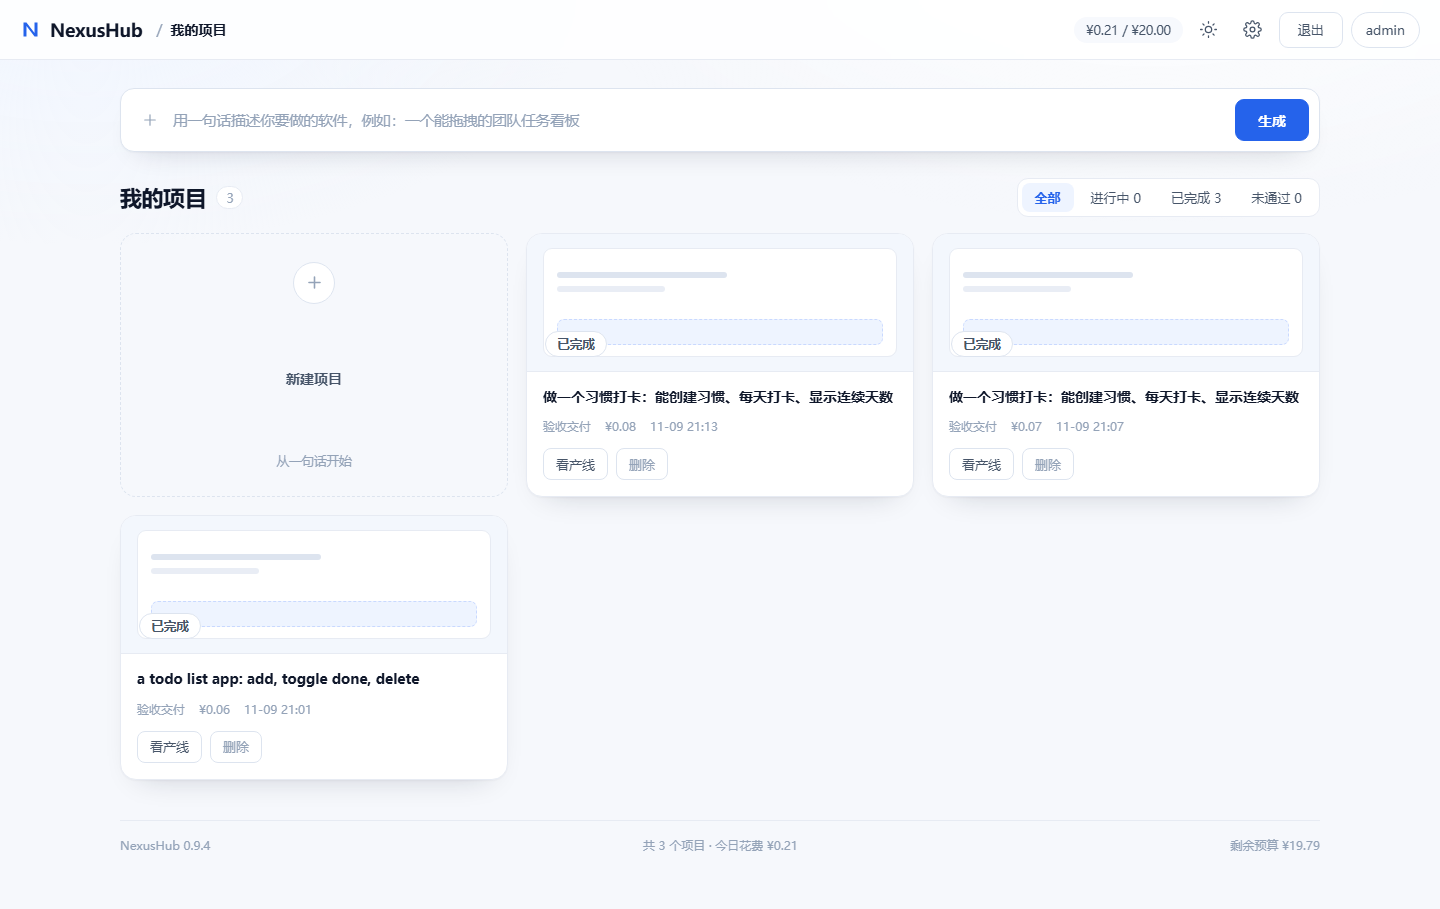 NexusHub / 我的项目
¥0.21 / ¥20.00
退出
admin
用一句话描述你要做的软件，例如：一个能拖拽的团队任务看板
生成
我的项目 3
全部 进行中 0 已完成 3 未通过 0
新建项目
从一句话开始
已完成
做一个习惯打卡：能创建习惯、每天打卡、显示连续天数
验收交付 ¥0.08 11-09 21:13
看产线 删除
已完成
做一个习惯打卡：能创建习惯、每天打卡、显示连续天数
验收交付 ¥0.07 11-09 21:07
看产线 删除
已完成
a todo list app: add, toggle done, delete
验收交付 ¥0.06 11-09 21:01
看产线 删除
NexusHub 0.9.4
共 3 个项目 · 今日花费 ¥0.21
剩余预算 ¥19.79